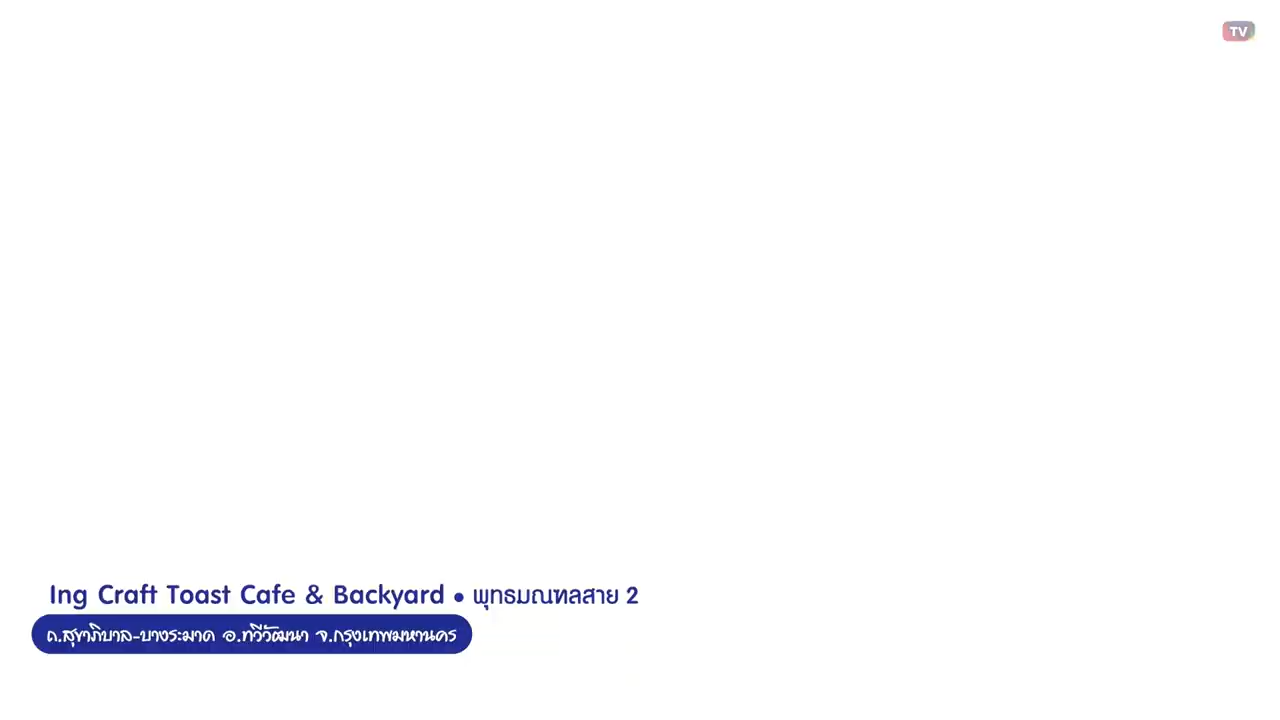 TV
Ing Craft Toast Cafe & Backyard • พุทธมณฑลสาย 2
ถ.สุขาภิบาล-บางระมาด อ.ทวีวัฒนา จ.กรุงเทพมหานคร